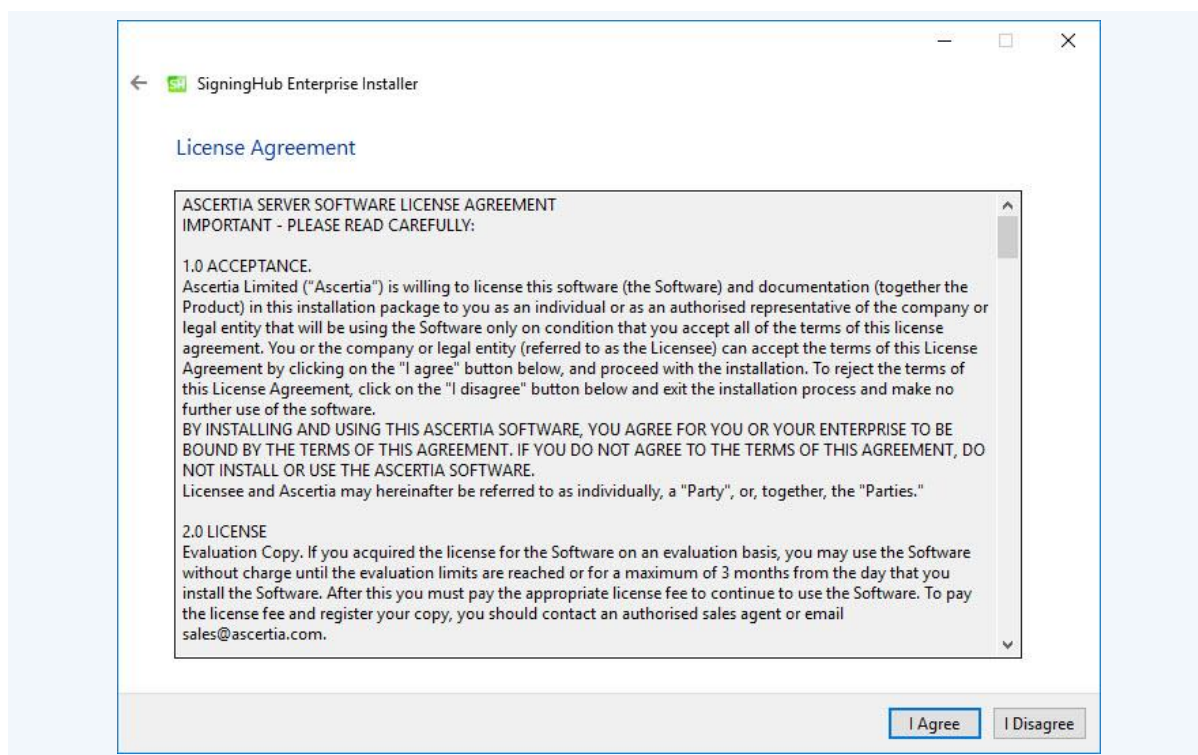 SigningHub Enterprise Installer
License Agreement
ASCERTIA SERVER SOFTWARE LICENSE AGREEMENT
IMPORTANT - PLEASE READ CAREFULLY:
1.0 ACCEPTANCE.
Ascertia Limited ("Ascertia") is willing to license this software (the Software) and documentation (together the
Product) in this installation package to you as an individual or as an authorised representative of the company or
legal entity that will be using the Software only on condition that you accept all of the terms of this license
agreement. You or the company or legal entity (referred to as the Licensee) can accept the terms of this License
Agreement by clicking on the "I agree" button below, and proceed with the installation. To reject the terms of
this License Agreement, click on the "I disagree" button below and exit the installation process and make no
further use of the software.
BY INSTALLING AND USING THIS ASCERTIA SOFTWARE, YOU AGREE FOR YOU OR YOUR ENTERPRISE TO BE
BOUND BY THE TERMS OF THIS AGREEMENT. IF YOU DO NOT AGREE TO THE TERMS OF THIS AGREEMENT, DO
NOT INSTALL OR USE THE ASCERTIA SOFTWARE.
Licensee and Ascertia may hereinafter be referred to as individually, a "Party", or, together, the "Parties."
2.0 LICENSE
Evaluation Copy. If you acquired the license for the Software on an evaluation basis, you may use the Software
without charge until the evaluation limits are reached or for a maximum of 3 months from the day that you
install the Software. After this you must pay the appropriate license fee to continue to use the Software. To pay
the license fee and register your copy, you should contact an authorised sales agent or email
sales@ascertia.com.
I Agree
I Disagree